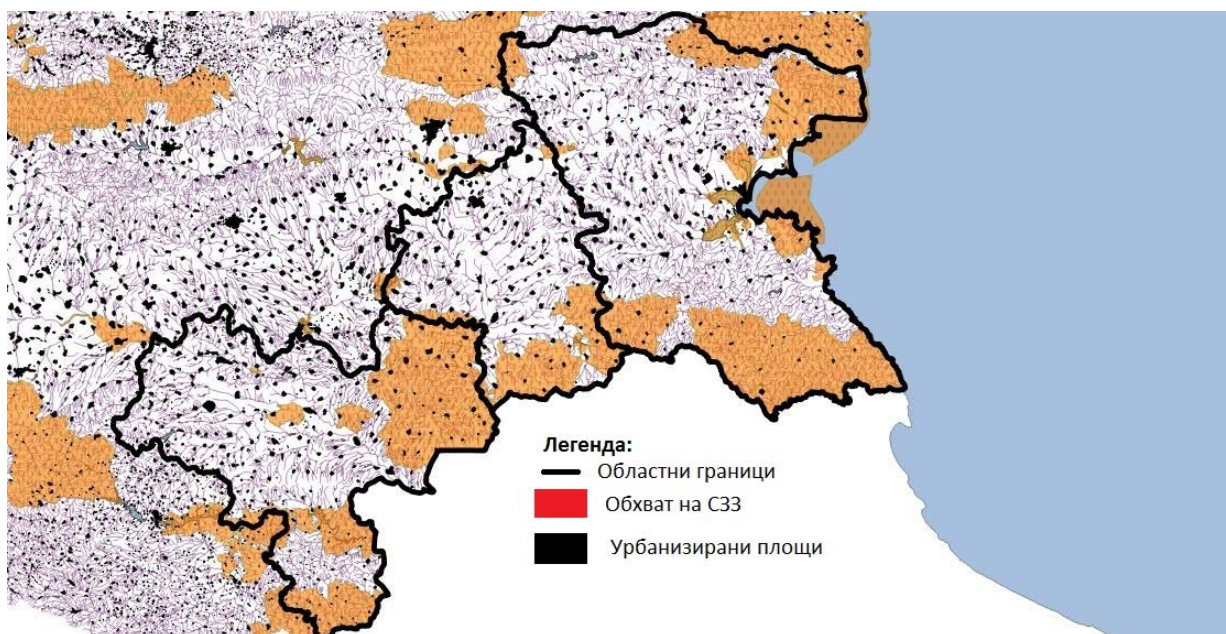 Легенда:
Областни граници
Обхват на СЗЗ
Урбанизирани площи